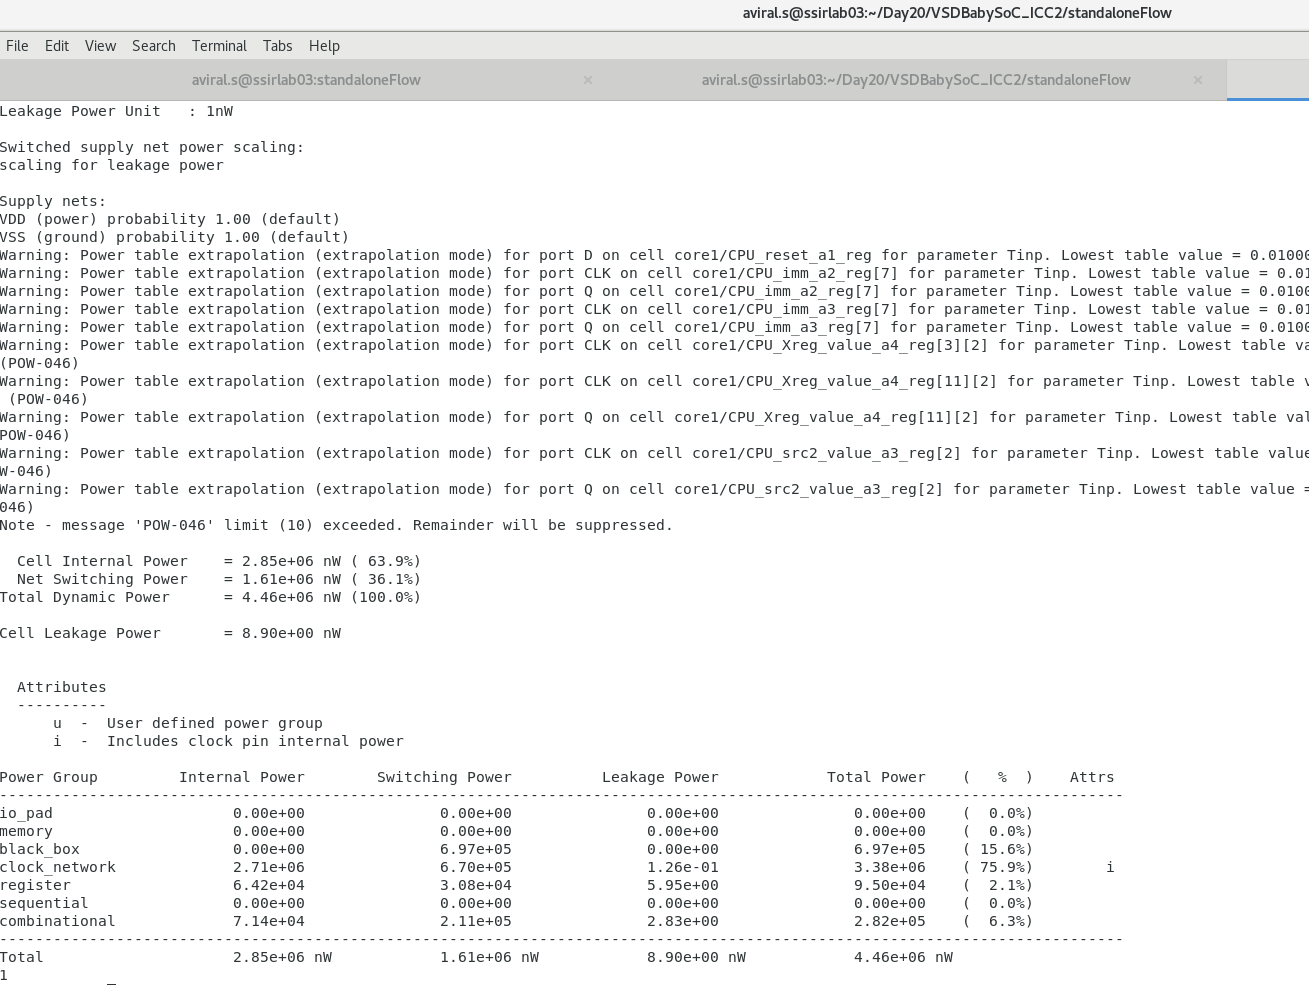 aviral.s@ssirlab03:~/Day20/VSDBabySoC_ICC2/standaloneFlow
File Edit View Search Terminal Tabs Help
aviral.s@ssirlab03:standaloneFlow × aviral.s@ssirlab03:~/Day20/VSDBabySoC_ICC2/standaloneFlow ×
Leakage Power Unit   : 1nW
Switched supply net power scaling:
scaling for leakage power
Supply nets:
VDD (power) probability 1.00 (default)
VSS (ground) probability 1.00 (default)
Warning: Power table extrapolation (extrapolation mode) for port D on cell core1/CPU_reset_a1_reg for parameter Tinp. Lowest table value = 0.01000
Warning: Power table extrapolation (extrapolation mode) for port CLK on cell core1/CPU_imm_a2_reg[7] for parameter Tinp. Lowest table value = 0.01
Warning: Power table extrapolation (extrapolation mode) for port Q on cell core1/CPU_imm_a2_reg[7] for parameter Tinp. Lowest table value = 0.0100
Warning: Power table extrapolation (extrapolation mode) for port CLK on cell core1/CPU_imm_a3_reg[7] for parameter Tinp. Lowest table value = 0.01
Warning: Power table extrapolation (extrapolation mode) for port Q on cell core1/CPU_imm_a3_reg[7] for parameter Tinp. Lowest table value = 0.0100
Warning: Power table extrapolation (extrapolation mode) for port CLK on cell core1/CPU_Xreg_value_a4_reg[3][2] for parameter Tinp. Lowest table va
(POW-046)
Warning: Power table extrapolation (extrapolation mode) for port CLK on cell core1/CPU_Xreg_value_a4_reg[11][2] for parameter Tinp. Lowest table v
(POW-046)
Warning: Power table extrapolation (extrapolation mode) for port Q on cell core1/CPU_Xreg_value_a4_reg[11][2] for parameter Tinp. Lowest table val
POW-046)
Warning: Power table extrapolation (extrapolation mode) for port CLK on cell core1/CPU_src2_value_a3_reg[2] for parameter Tinp. Lowest table value
W-046)
Warning: Power table extrapolation (extrapolation mode) for port Q on cell core1/CPU_src2_value_a3_reg[2] for parameter Tinp. Lowest table value =
046)
Note - message 'POW-046' limit (10) exceeded. Remainder will be suppressed.
Cell Internal Power    = 2.85e+06 nW ( 63.9%)
Net Switching Power    = 1.61e+06 nW ( 36.1%)
Total Dynamic Power      = 4.46e+06 nW (100.0%)
Cell Leakage Power       = 8.90e+00 nW
Attributes
----------
u  -  User defined power group
i  -  Includes clock pin internal power
Power Group         Internal Power        Switching Power          Leakage Power            Total Power    (   %  )    Attrs
-----------------------------------------------------------------------------------------------------------------------------
io_pad                    0.00e+00               0.00e+00               0.00e+00               0.00e+00    (  0.0%)
memory                    0.00e+00               0.00e+00               0.00e+00               0.00e+00    (  0.0%)
black_box                 0.00e+00               6.97e+05               0.00e+00               6.97e+05    ( 15.6%)
clock_network             2.71e+06               6.70e+05               1.26e-01               3.38e+06    ( 75.9%)        i
register                  6.42e+04               3.08e+04               5.95e+00               9.50e+04    (  2.1%)
sequential                0.00e+00               0.00e+00               0.00e+00               0.00e+00    (  0.0%)
combinational             7.14e+04               2.11e+05               2.83e+00               2.82e+05    (  6.3%)
-----------------------------------------------------------------------------------------------------------------------------
Total                     2.85e+06 nW            1.61e+06 nW            8.90e+00 nW            4.46e+06 nW
1